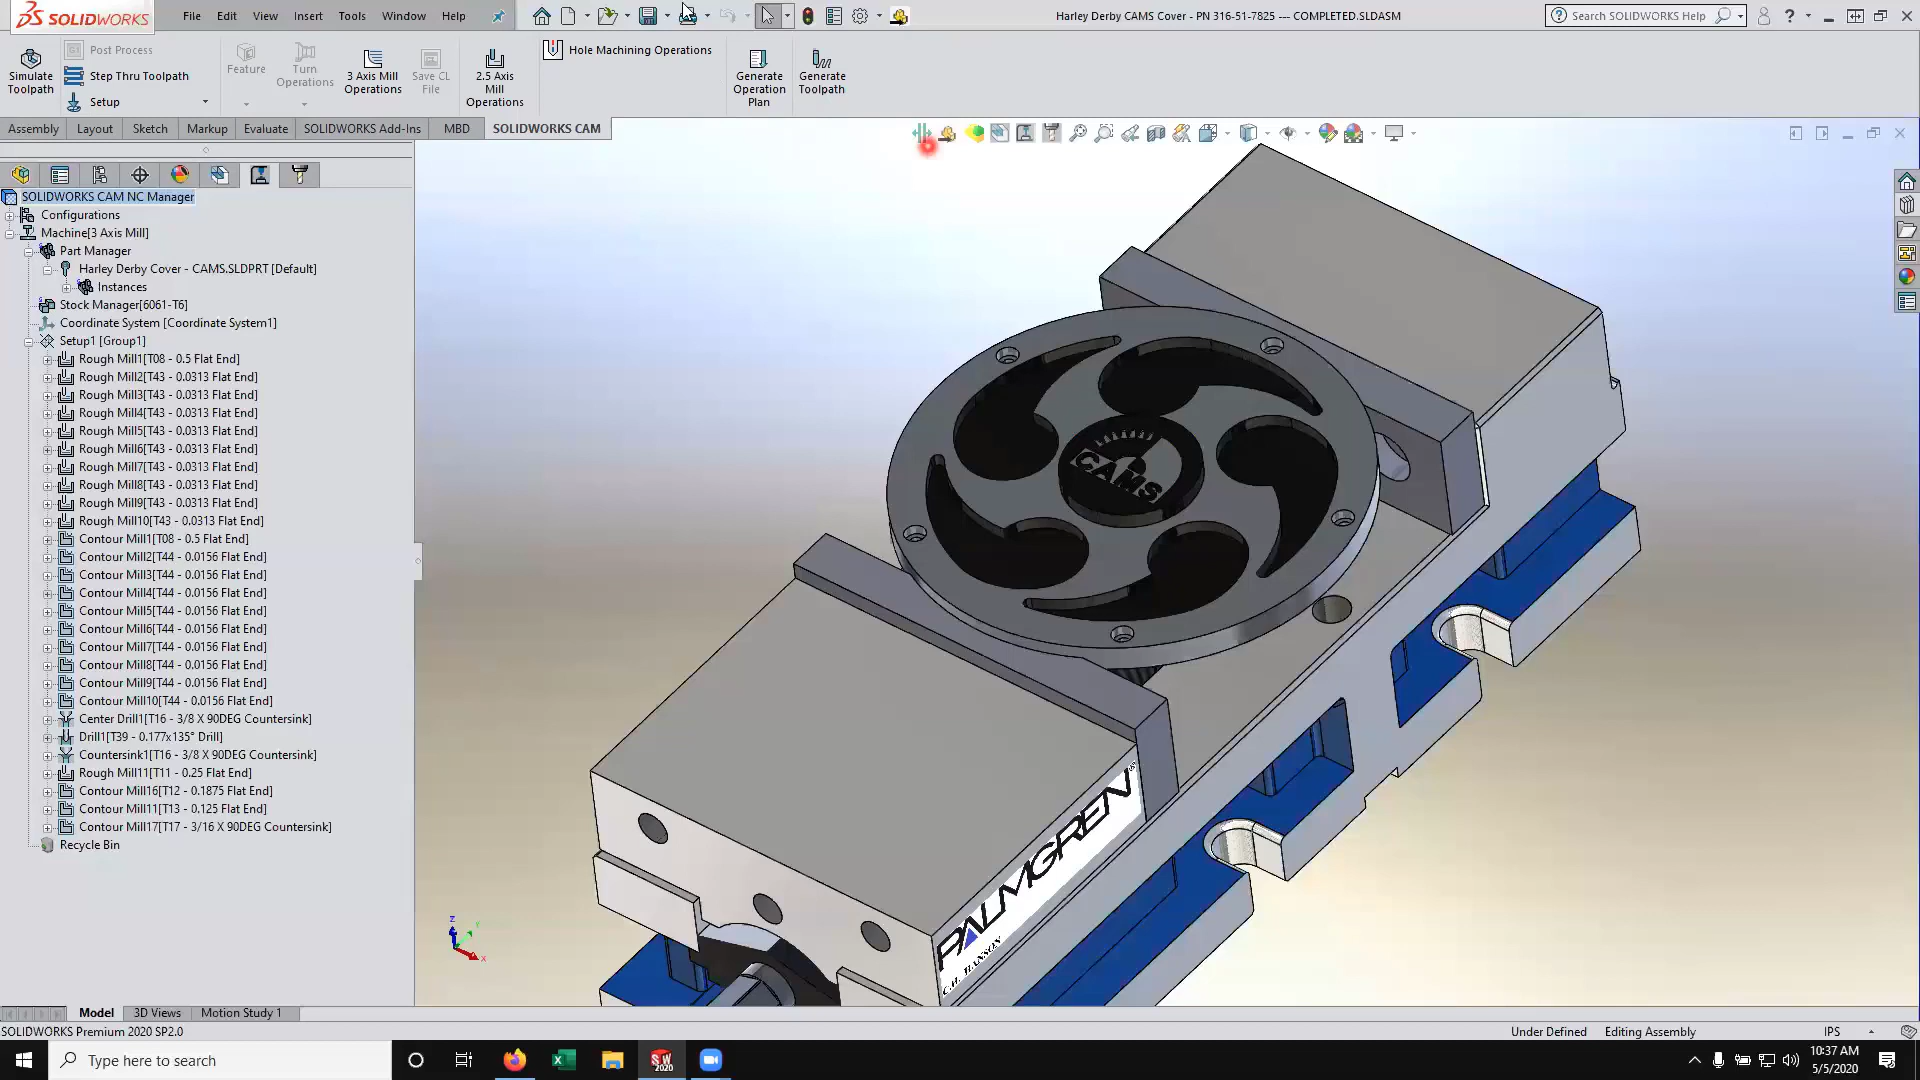 SOLIDWORKS
File Edit View Insert Tools Window Help
Harley Derby CAMS Cover - PN 316-51-7825 --- COMPLETED.SLDASM
Search SOLIDWORKS Help
Simulate Toolpath
Post Process
Step Thru Toolpath
Setup
Feature
Turn Operations
3 Axis Mill Operations
Save CL File
2.5 Axis Mill Operations
Hole Machining Operations
Generate Operation Plan
Generate Toolpath
Assembly Layout Sketch Markup Evaluate SOLIDWORKS Add-Ins MBD SOLIDWORKS CAM
SOLIDWORKS CAM NC Manager
Configurations
Machine[3 Axis Mill]
Part Manager
Harley Derby Cover - CAMS.SLDPRT [Default]
Instances
Stock Manager[6061-T6]
Coordinate System [Coordinate System1]
Setup1 [Group1]
Rough Mill1[T08 - 0.5 Flat End]
Rough Mill2[T43 - 0.0313 Flat End]
Rough Mill3[T43 - 0.0313 Flat End]
Rough Mill4[T43 - 0.0313 Flat End]
Rough Mill5[T43 - 0.0313 Flat End]
Rough Mill6[T43 - 0.0313 Flat End]
Rough Mill7[T43 - 0.0313 Flat End]
Rough Mill8[T43 - 0.0313 Flat End]
Rough Mill9[T43 - 0.0313 Flat End]
Rough Mill10[T43 - 0.0313 Flat End]
Contour Mill1[T08 - 0.5 Flat End]
Contour Mill2[T44 - 0.0156 Flat End]
Contour Mill3[T44 - 0.0156 Flat End]
Contour Mill4[T44 - 0.0156 Flat End]
Contour Mill5[T44 - 0.0156 Flat End]
Contour Mill6[T44 - 0.0156 Flat End]
Contour Mill7[T44 - 0.0156 Flat End]
Contour Mill8[T44 - 0.0156 Flat End]
Contour Mill9[T44 - 0.0156 Flat End]
Contour Mill10[T44 - 0.0156 Flat End]
Center Drill1[T16 - 3/8 X 90DEG Countersink]
Drill1[T39 - 0.177x135° Drill]
Countersink1[T16 - 3/8 X 90DEG Countersink]
Rough Mill11[T11 - 0.25 Flat End]
Contour Mill16[T12 - 0.1875 Flat End]
Contour Mill11[T13 - 0.125 Flat End]
Contour Mill17[T17 - 3/16 X 90DEG Countersink]
Recycle Bin
CAMS
PALMGREN®
C.H. HANSON
Z Y X
Model 3D Views Motion Study 1
SOLIDWORKS Premium 2020 SP2.0
Under Defined Editing Assembly IPS
Type here to search
SW 2020
10:37 AM
5/5/2020